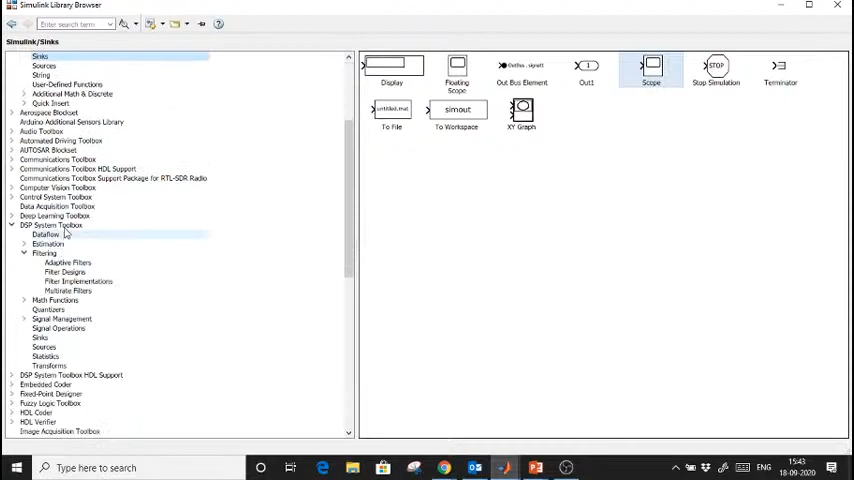 Simulink Library Browser
Enter search term
Simulink/Sinks
Sinks
Sources
String
User-Defined Functions
Additional Math & Discrete
Quick Insert
Aerospace Blockset
Arduino Additional Sensors Library
Audio Toolbox
Automated Driving Toolbox
AUTOSAR Blockset
Communications Toolbox
Communications Toolbox HDL Support
Communications Toolbox Support Package for RTL-SDR Radio
Computer Vision Toolbox
Control System Toolbox
Data Acquisition Toolbox
Deep Learning Toolbox
DSP System Toolbox
Dataflow
Estimation
Filtering
Adaptive Filters
Filter Designs
Filter Implementations
Multirate Filters
Math Functions
Quantizers
Signal Management
Signal Operations
Sinks
Sources
Statistics
Transforms
DSP System Toolbox HDL Support
Embedded Coder
Fixed-Point Designer
Fuzzy Logic Toolbox
HDL Coder
HDL Verifier
Image Acquisition Toolbox
Display
Floating
Scope
Out Bus Element
1
Out1
Scope
STOP
Stop Simulation
Terminator
untitled.mat
To File
simout
To Workspace
XY Graph
Type here to search
ENG
15:43
18-09-2020